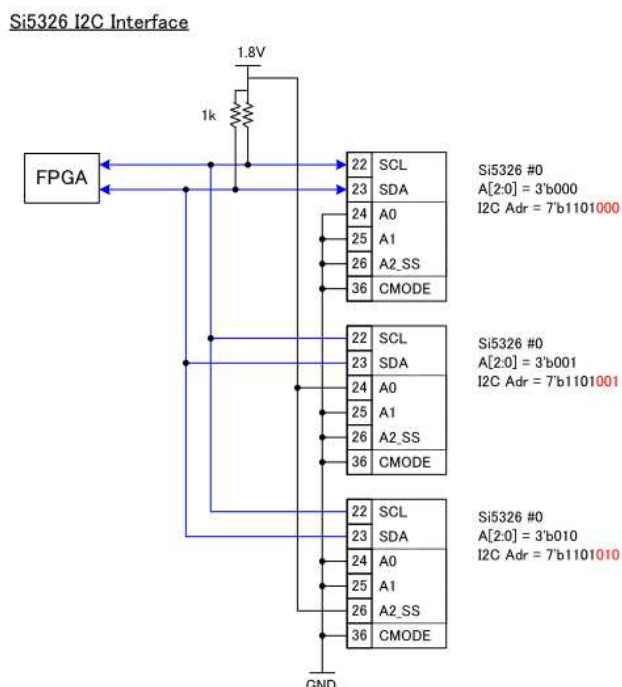 Si5326 I2C Interface
1.8V
1k
FPGA
22 SCL
23 SDA
24 A0
25 A1
26 A2_SS
36 CMODE
Si5326 #0
A[2:0] = 3'b000
I2C Adr = 7'b1101000
22 SCL
23 SDA
24 A0
25 A1
26 A2_SS
36 CMODE
Si5326 #0
A[2:0] = 3'b001
I2C Adr = 7'b1101001
22 SCL
23 SDA
24 A0
25 A1
26 A2_SS
36 CMODE
Si5326 #0
A[2:0] = 3'b010
I2C Adr = 7'b1101010
GND